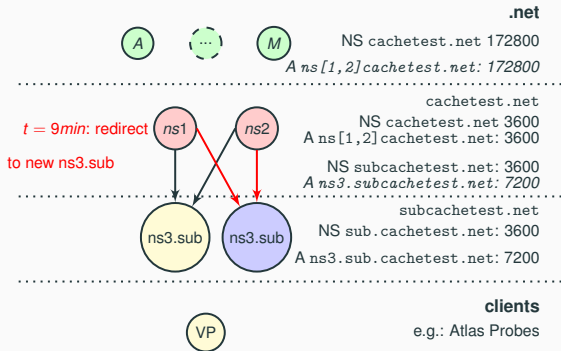 .net
A ... M
NS cachetest.net 172800
A ns[1,2]cachetest.net: 172800
cachetest.net
t = 9min: redirect
ns1 ns2
NS cachetest.net 3600
A ns[1,2]cachetest.net: 3600
to new ns3.sub
NS subcachetest.net: 3600
A ns3.subcachetest.net: 7200
subcachetest.net
ns3.sub ns3.sub
NS sub.cachetest.net: 3600
A ns3.sub.cachetest.net: 7200
clients
VP
e.g.: Atlas Probes